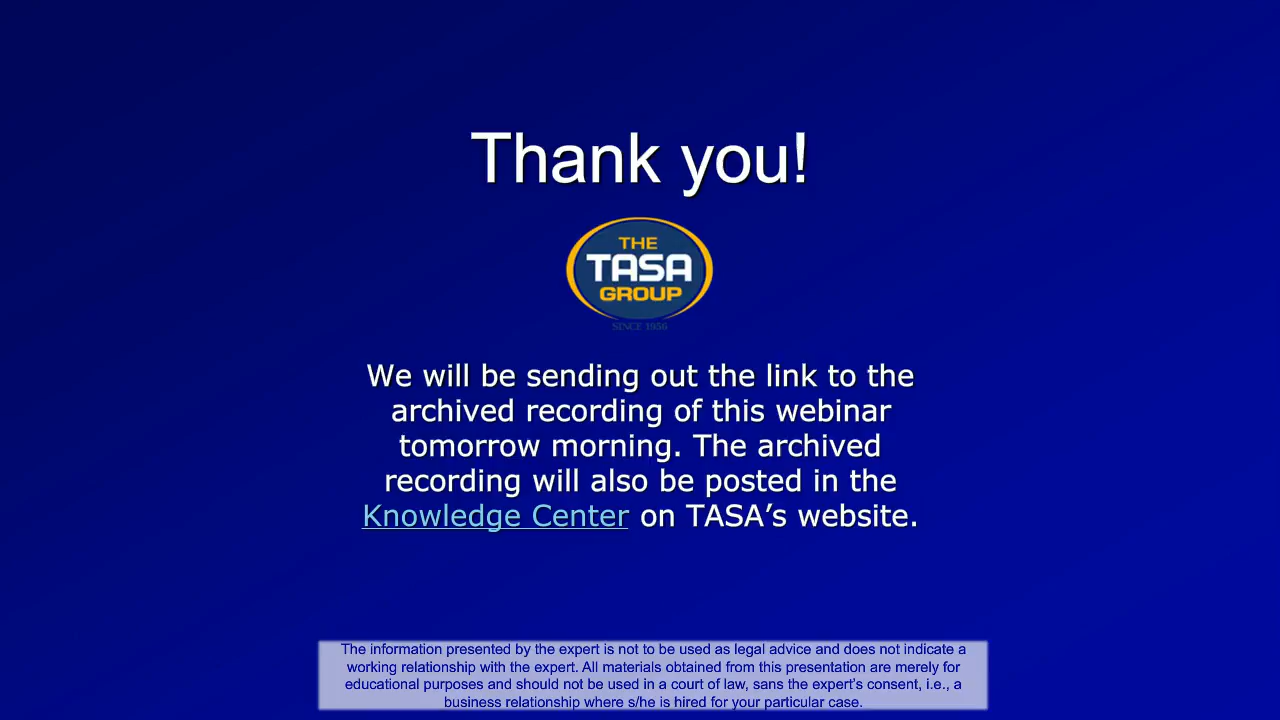 Thank you!
THE
TASA
GROUP
SINCE 1956
We will be sending out the link to the
archived recording of this webinar
tomorrow morning. The archived
recording will also be posted in the
Knowledge Center on TASA’s website.
The information presented by the expert is not to be used as legal advice and does not indicate a
working relationship with the expert. All materials obtained from this presentation are merely for
educational purposes and should not be used in a court of law, sans the expert’s consent, i.e., a
business relationship where s/he is hired for your particular case.